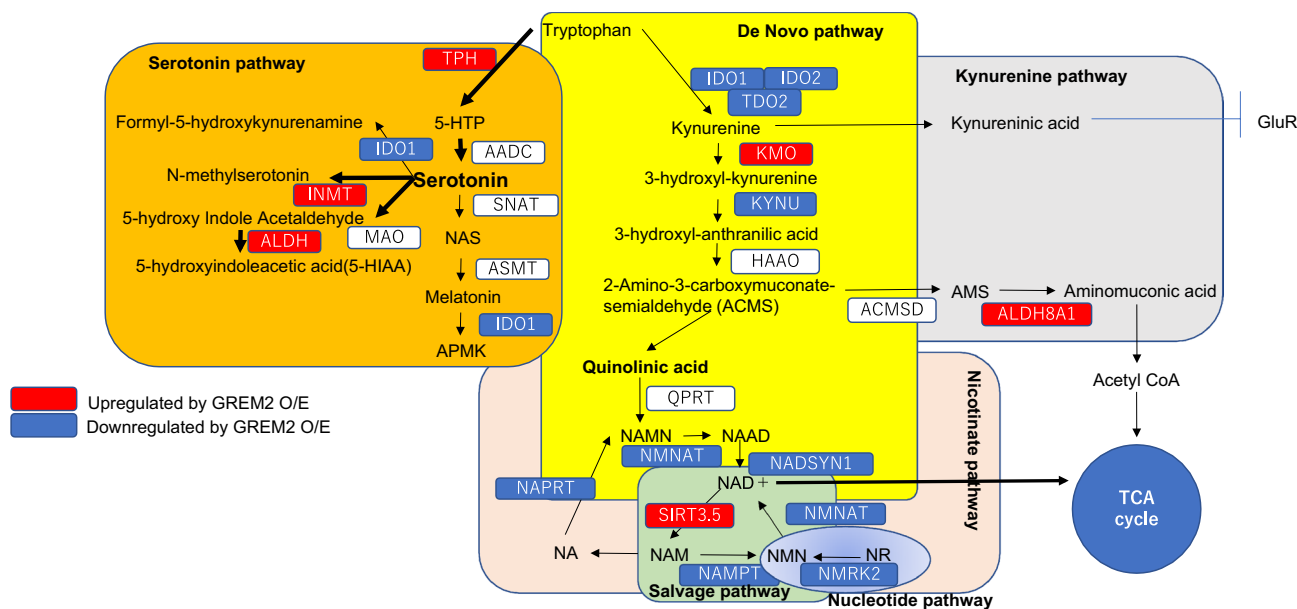 Tryptophan
De Novo pathway
Serotonin pathway
TPH
IDO1
IDO2
TDO2
Kynurenine pathway
Formyl-5-hydroxykynurenamine
5-HTP
Kynurenine
Kynureninic acid
GluR
IDO1
AADC
KMO
N-methylserotonin
Serotonin
3-hydroxyl-kynurenine
INMT
SNAT
KYNU
5-hydroxy Indole Acetaldehyde
ALDH
MAO
NAS
3-hydroxyl-anthranilic acid
5-hydroxyindoleacetic acid(5-HIAA)
ASMT
HAAO
2-Amino-3-carboxymuconate-
semialdehyde (ACMS)
AMS
Aminomuconic acid
Melatonin
ACMSD
ALDH8A1
IDO1
APMK
Quinolinic acid
Acetyl CoA
Upregulated by GREM2 O/E
Downregulated by GREM2 O/E
QPRT
Nicotinate pathway
NAMN
NAAD
NMNAT
NADSYN1
NAPRT
NAD+
TCA
cycle
SIRT3.5
NMNAT
NA
NAM
NMN
NR
NAMPT
NMRK2
Salvage pathway
Nucleotide pathway